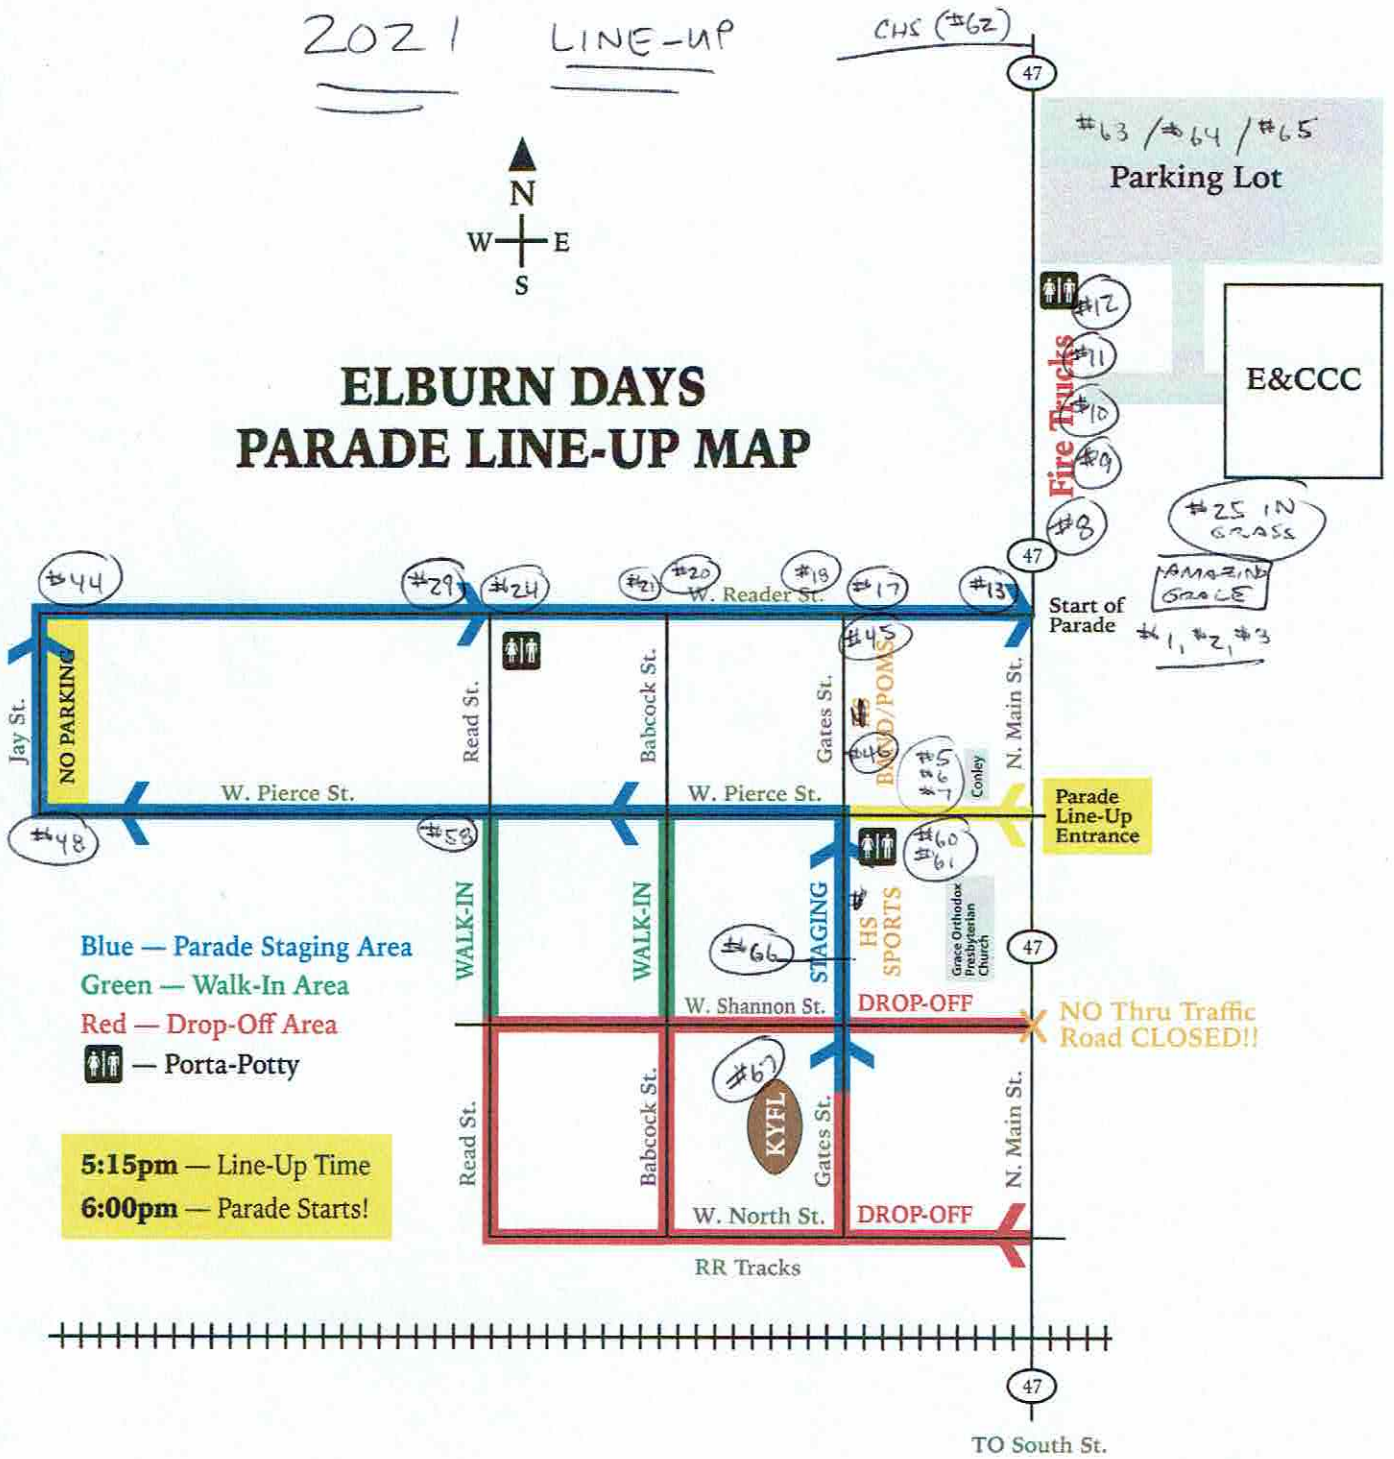 2021 LINE-UP
CHS (#62)
47
#63 / #64 / #65
Parking Lot
N
W E
S
#12
#11
#10
#9
#8
Fire Trucks
E&CCC
ELBURN DAYS
PARADE LINE-UP MAP
#25 IN
GRASS
47
AMAZING
GRACE
#1, #2, #3
#44
#29
#24
#21
#20
#17
#13
W. Reader St.
Start of
Parade
#45
BAND/POMS
#46
Jay St.
NO PARKING
Read St.
Babcock St.
Gates St.
N. Main St.
#5
#6
#7
Conley
W. Pierce St.
W. Pierce St.
Parade
Line-Up
Entrance
#48
#58
#60
#61
WALK-IN
WALK-IN
STAGING
HS
SPORTS
Grace Orthodox
Presbyterian
Church
47
#66
Blue — Parade Staging Area
Green — Walk-In Area
Red — Drop-Off Area
— Porta-Potty
W. Shannon St.
DROP-OFF
NO Thru Traffic
Road CLOSED!!
#67
KYFL
Read St.
Babcock St.
Gates St.
N. Main St.
5:15pm — Line-Up Time
6:00pm — Parade Starts!
W. North St.
DROP-OFF
RR Tracks
47
TO South St.